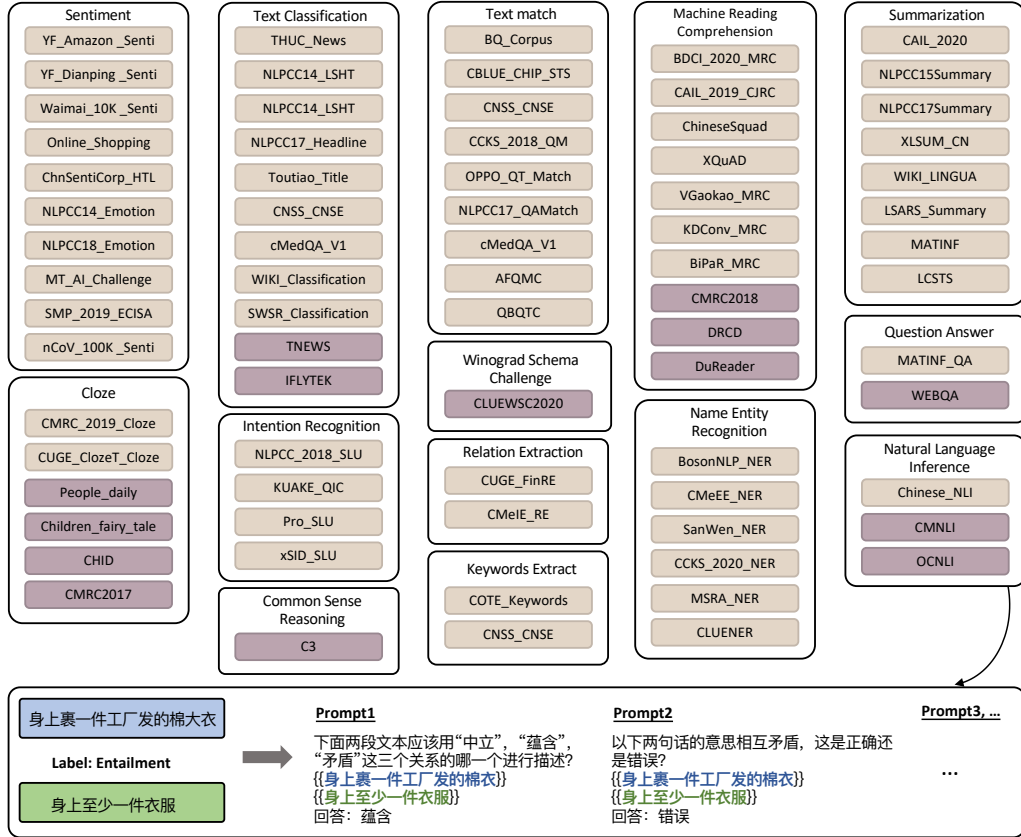 Sentiment
YF_Amazon _Senti
YF_Dianping _Senti
Waimai_10K _Senti
Online_Shopping
ChnSentiCorp_HTL
NLPCC14_Emotion
NLPCC18_Emotion
MT_AI_Challenge
SMP_2019_ECISA
nCoV_100K _Senti
Cloze
CMRC_2019_Cloze
CUGE_ClozeT_Cloze
People_daily
Children_fairy_tale
CHID
CMRC2017
Text Classification
THUC_News
NLPCC14_LSHT
NLPCC14_LSHT
NLPCC17_Headline
Toutiao_Title
CNSS_CNSE
cMedQA_V1
WIKI_Classification
SWSR_Classification
TNEWS
IFLYTEK
Intention Recognition
NLPCC_2018_SLU
KUAKE_QIC
Pro_SLU
xSID_SLU
Common Sense
Reasoning
C3
Text match
BQ_Corpus
CBLUE_CHIP_STS
CNSS_CNSE
CCKS_2018_QM
OPPO_QT_Match
NLPCC17_QAMatch
cMedQA_V1
AFQMC
QBQTC
Winograd Schema
Challenge
CLUEWSC2020
Relation Extraction
CUGE_FinRE
CMeIE_RE
Keywords Extract
COTE_Keywords
CNSS_CNSE
Machine Reading
Comprehension
BDCI_2020_MRC
CAIL_2019_CJRC
ChineseSquad
XQuAD
VGaokao_MRC
KDConv_MRC
BiPaR_MRC
CMRC2018
DRCD
DuReader
Name Entity
Recognition
BosonNLP_NER
CMeEE_NER
SanWen_NER
CCKS_2020_NER
MSRA_NER
CLUENER
Summarization
CAIL_2020
NLPCC15Summary
NLPCC17Summary
XLSUM_CN
WIKI_LINGUA
LSARS_Summary
MATINF
LCSTS
Question Answer
MATINF_QA
WEBQA
Natural Language
Inference
Chinese_NLI
CMNLI
OCNLI
身上裹一件工厂发的棉大衣
Label: Entailment
身上至少一件衣服
Prompt1
下面两段文本应该用“中立”，“蕴含”，
“矛盾”这三个关系的哪一个进行描述？
{{身上裹一件工厂发的棉衣}}
{{身上至少一件衣服}}
回答：蕴含
Prompt2
以下两句话的意思相互矛盾，这是正确还
是错误？
{{身上裹一件工厂发的棉衣}}
{{身上至少一件衣服}}
回答：错误
Prompt3, ...
...